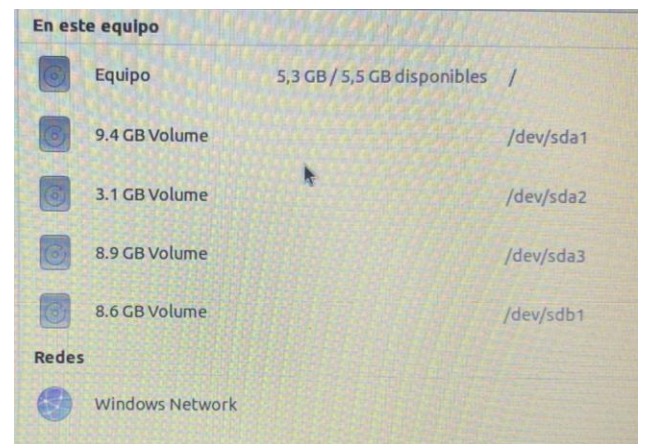 En este equipo
Equipo 5,3 GB / 5,5 GB disponibles /
9.4 GB Volume /dev/sda1
3.1 GB Volume /dev/sda2
8.9 GB Volume /dev/sda3
8.6 GB Volume /dev/sdb1
Redes
Windows Network